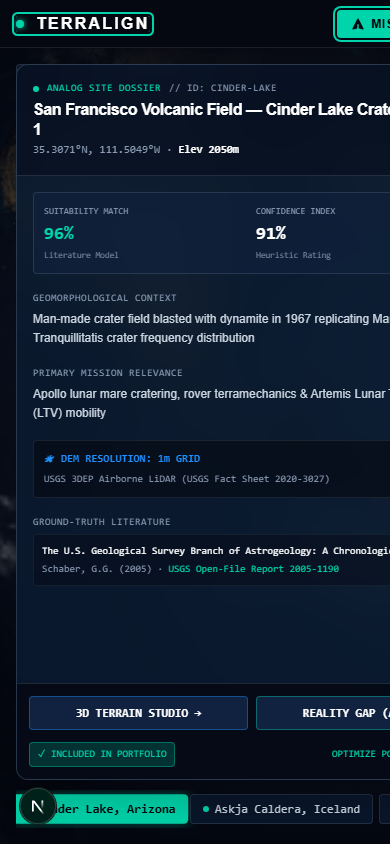 TERRALIGN
MIS
ANALOG SITE DOSSIER // ID: CINDER-LAKE
San Francisco Volcanic Field — Cinder Lake Crat
1
35.3071°N, 111.5049°W · Elev 2050m
SUITABILITY MATCH
CONFIDENCE INDEX
96%
91%
Literature Model
Heuristic Rating
GEOMORPHOLOGICAL CONTEXT
Man-made crater field blasted with dynamite in 1967 replicating Ma
Tranquillitatis crater frequency distribution
PRIMARY MISSION RELEVANCE
Apollo lunar mare cratering, rover terramechanics & Artemis Lunar
(LTV) mobility
DEM RESOLUTION: 1m GRID
USGS 3DEP Airborne LiDAR (USGS Fact Sheet 2020-3027)
GROUND-TRUTH LITERATURE
The U.S. Geological Survey Branch of Astrogeology: A Chronologi
Schaber, G.G. (2005) · USGS Open-File Report 2005-1190
3D TERRAIN STUDIO →
REALITY GAP (
✓ INCLUDED IN PORTFOLIO
OPTIMIZE PO
N
der Lake, Arizona
Askja Caldera, Iceland